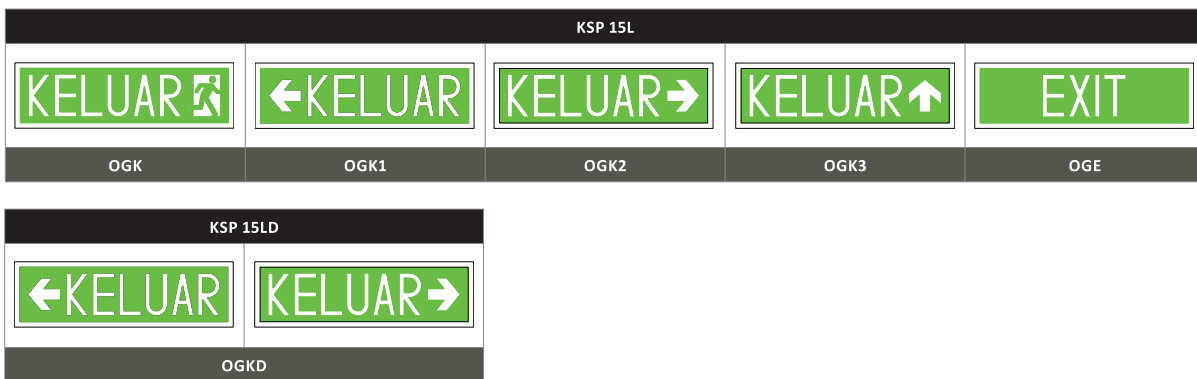 KSP 15L
KELUAR
←KELUAR
KELUAR→
KELUAR↑
EXIT
OGK
OGK1
OGK2
OGK3
OGE
KSP 15LD
←KELUAR
KELUAR→
OGKD